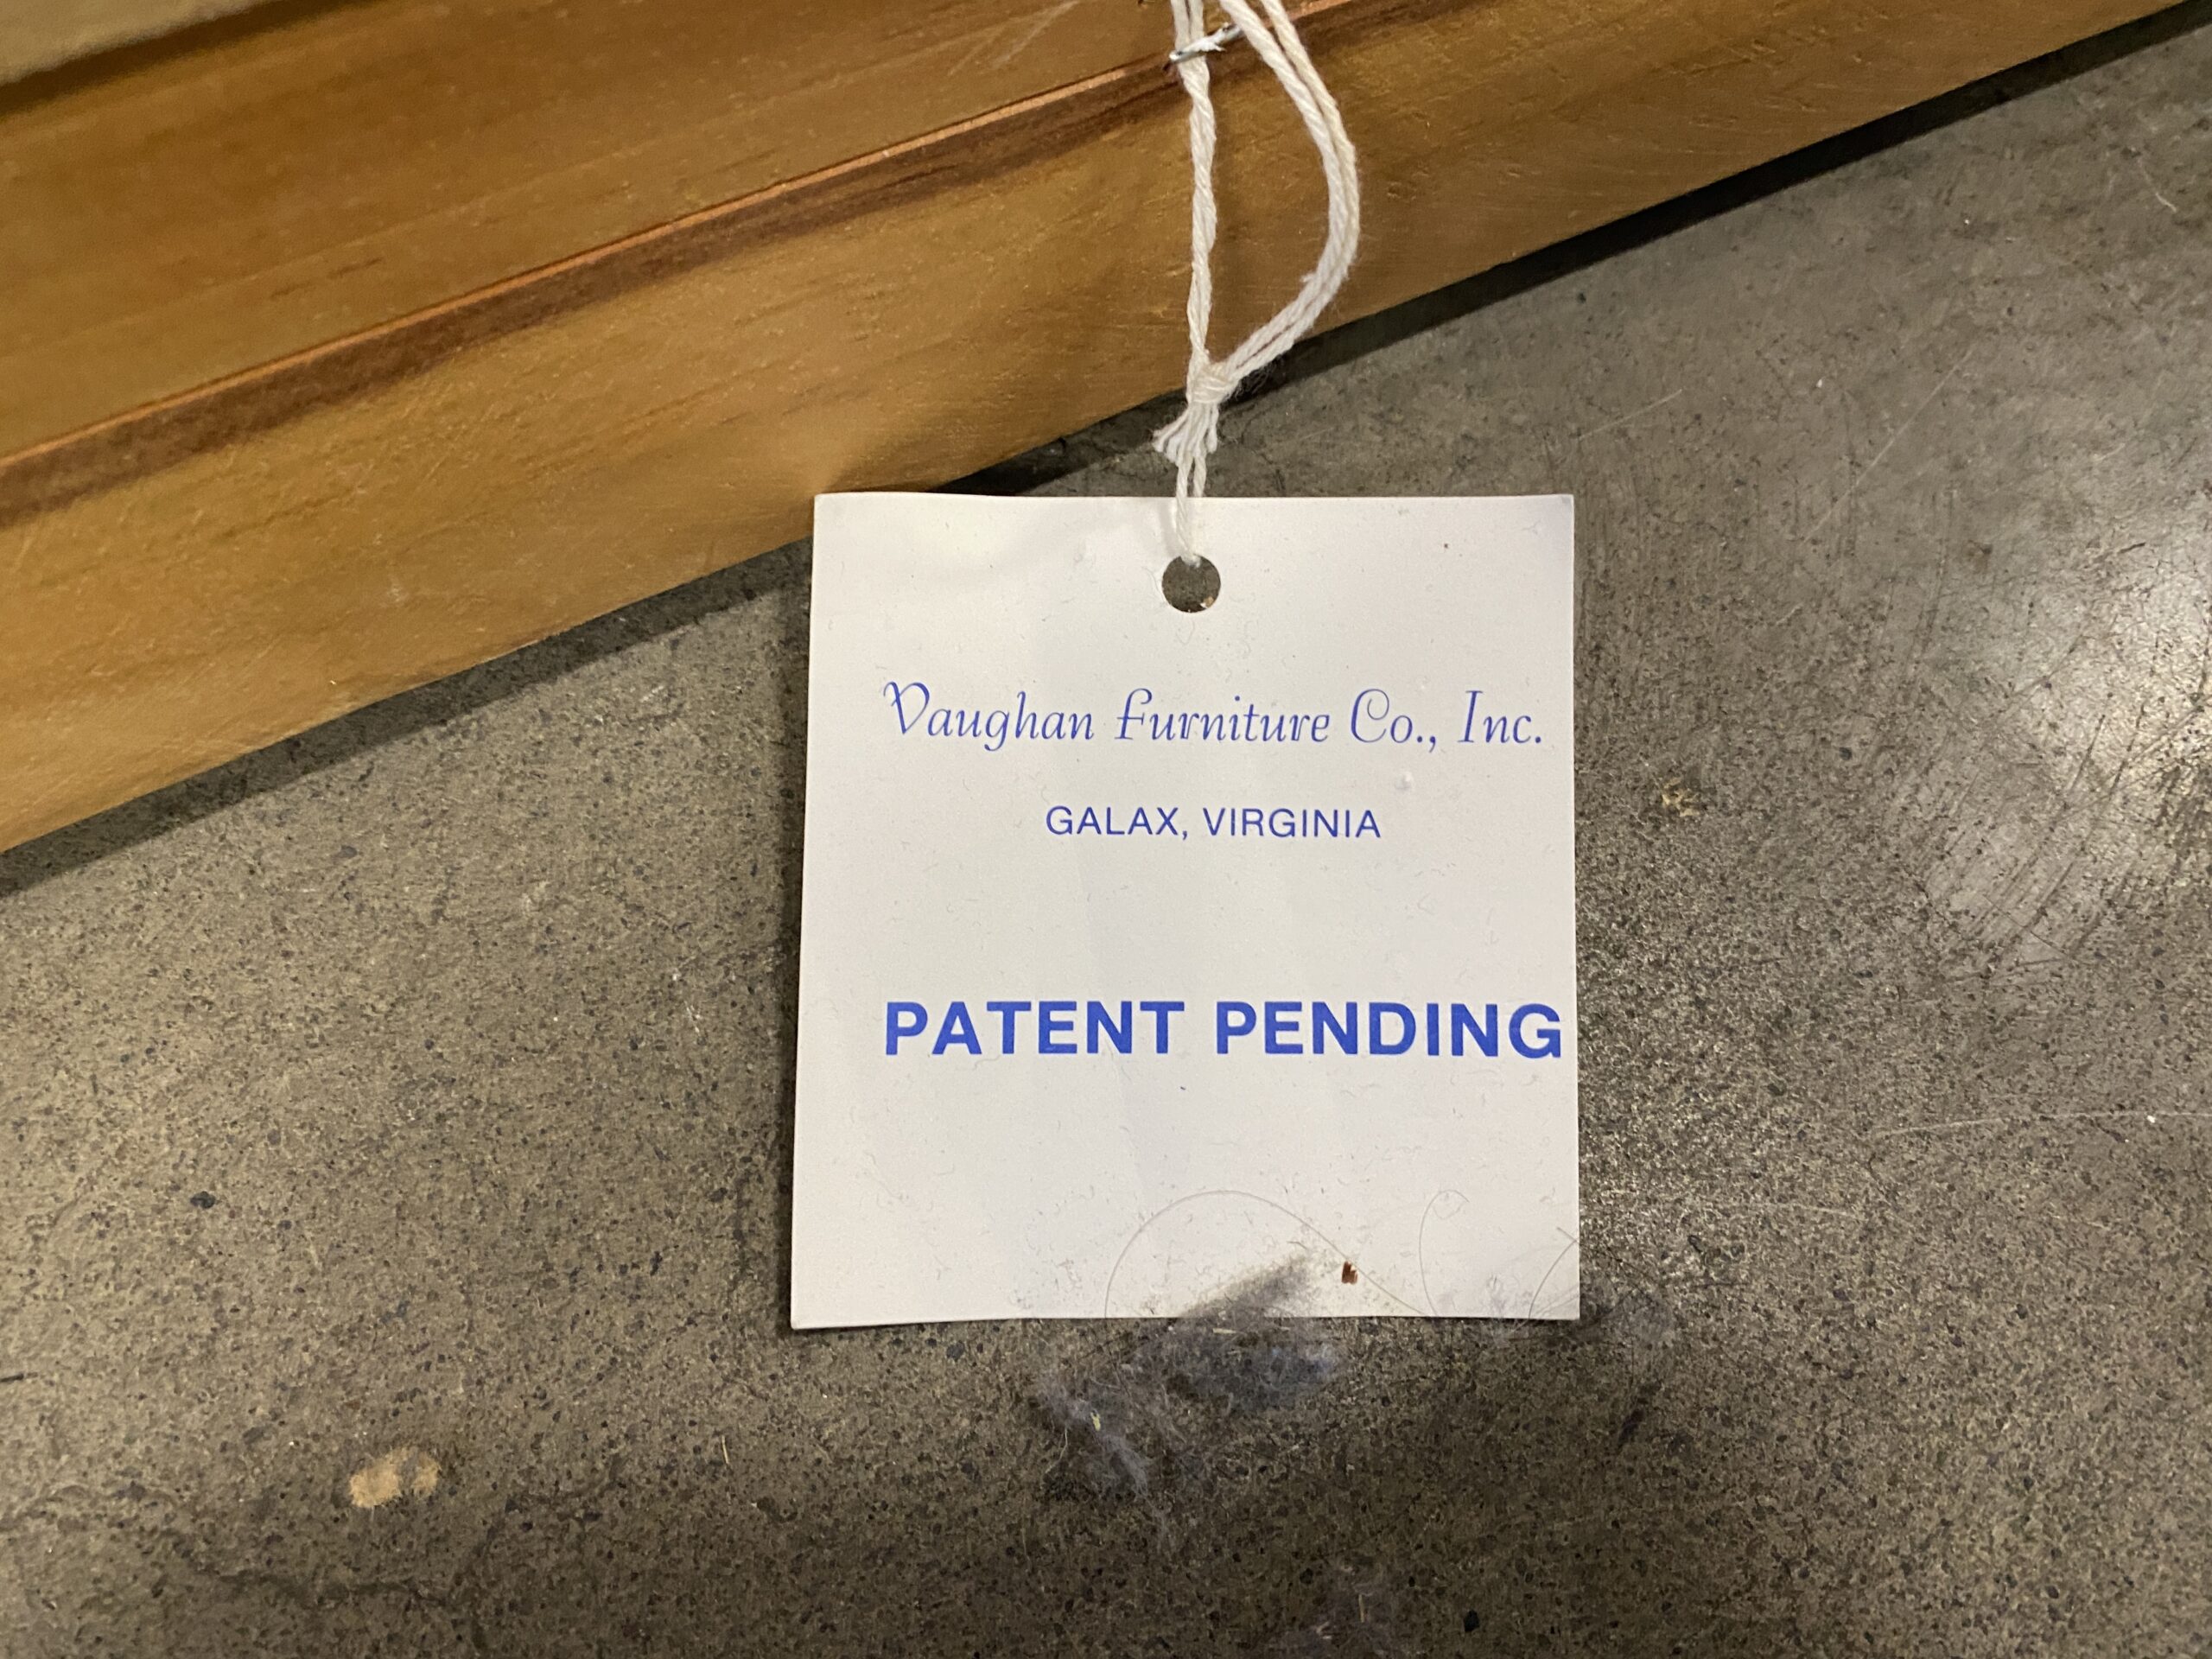 Vaughan Furniture Co., Inc.
GALAX, VIRGINIA
PATENT PENDING